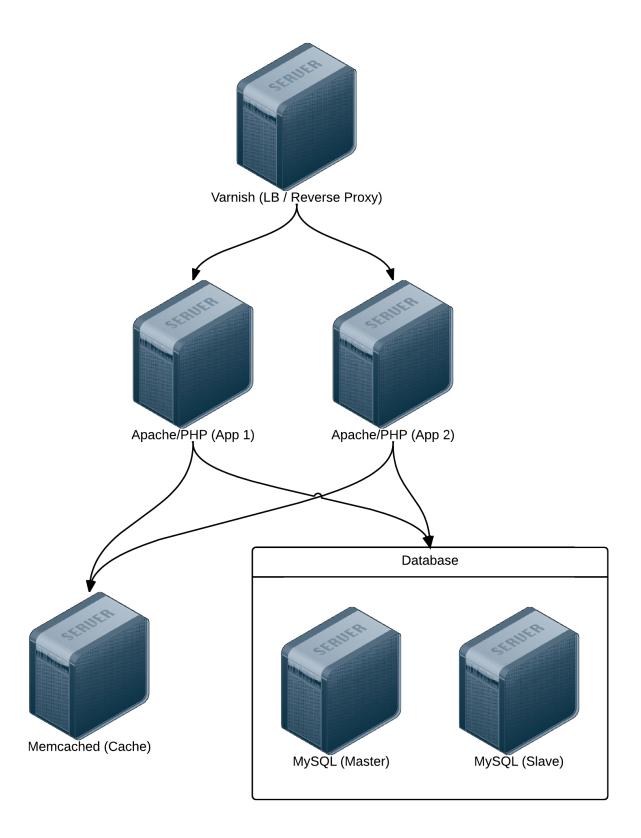 SERVER
Varnish (LB / Reverse Proxy)
SERVER
SERVER
Apache/PHP (App 1)
Apache/PHP (App 2)
Database
SERVER
SERVER
SERVER
Memcached (Cache)
MySQL (Master)
MySQL (Slave)